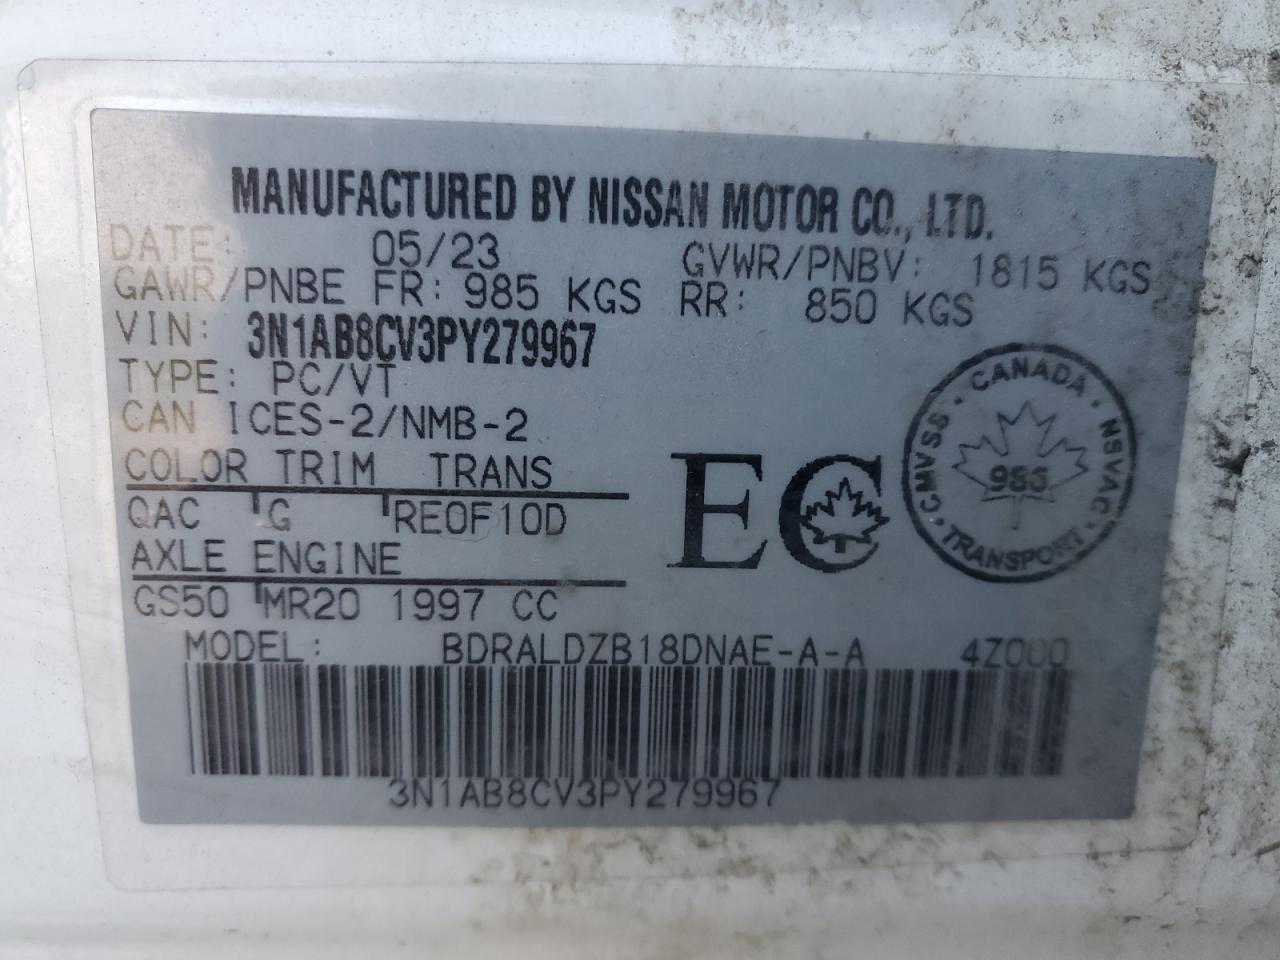 MANUFACTURED BY NISSAN MOTOR CO., LTD.
DATE: 05/23 GVWR/PNBV: 1815 KGS
GAWR/PNBE FR: 985 KGS RR: 850 KGS
VIN: 3N1AB8CV3PY279967
TYPE: PC/VT
CAN ICES-2/NMB-2
COLOR TRIM TRANS
QAC G RE0F10D
AXLE ENGINE
GS50 MR20 1997 CC
EC
CANADA · NSVAC · TRANSPORT · CMVSS ·
MODEL: BDRALDZB18DNAE-A-A 4Z000
3N1AB8CV3PY279967